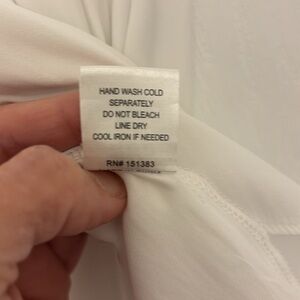 HAND WASH COLD
SEPARATELY
DO NOT BLEACH
LINE DRY
COOL IRON IF NEEDED
RN# 151383